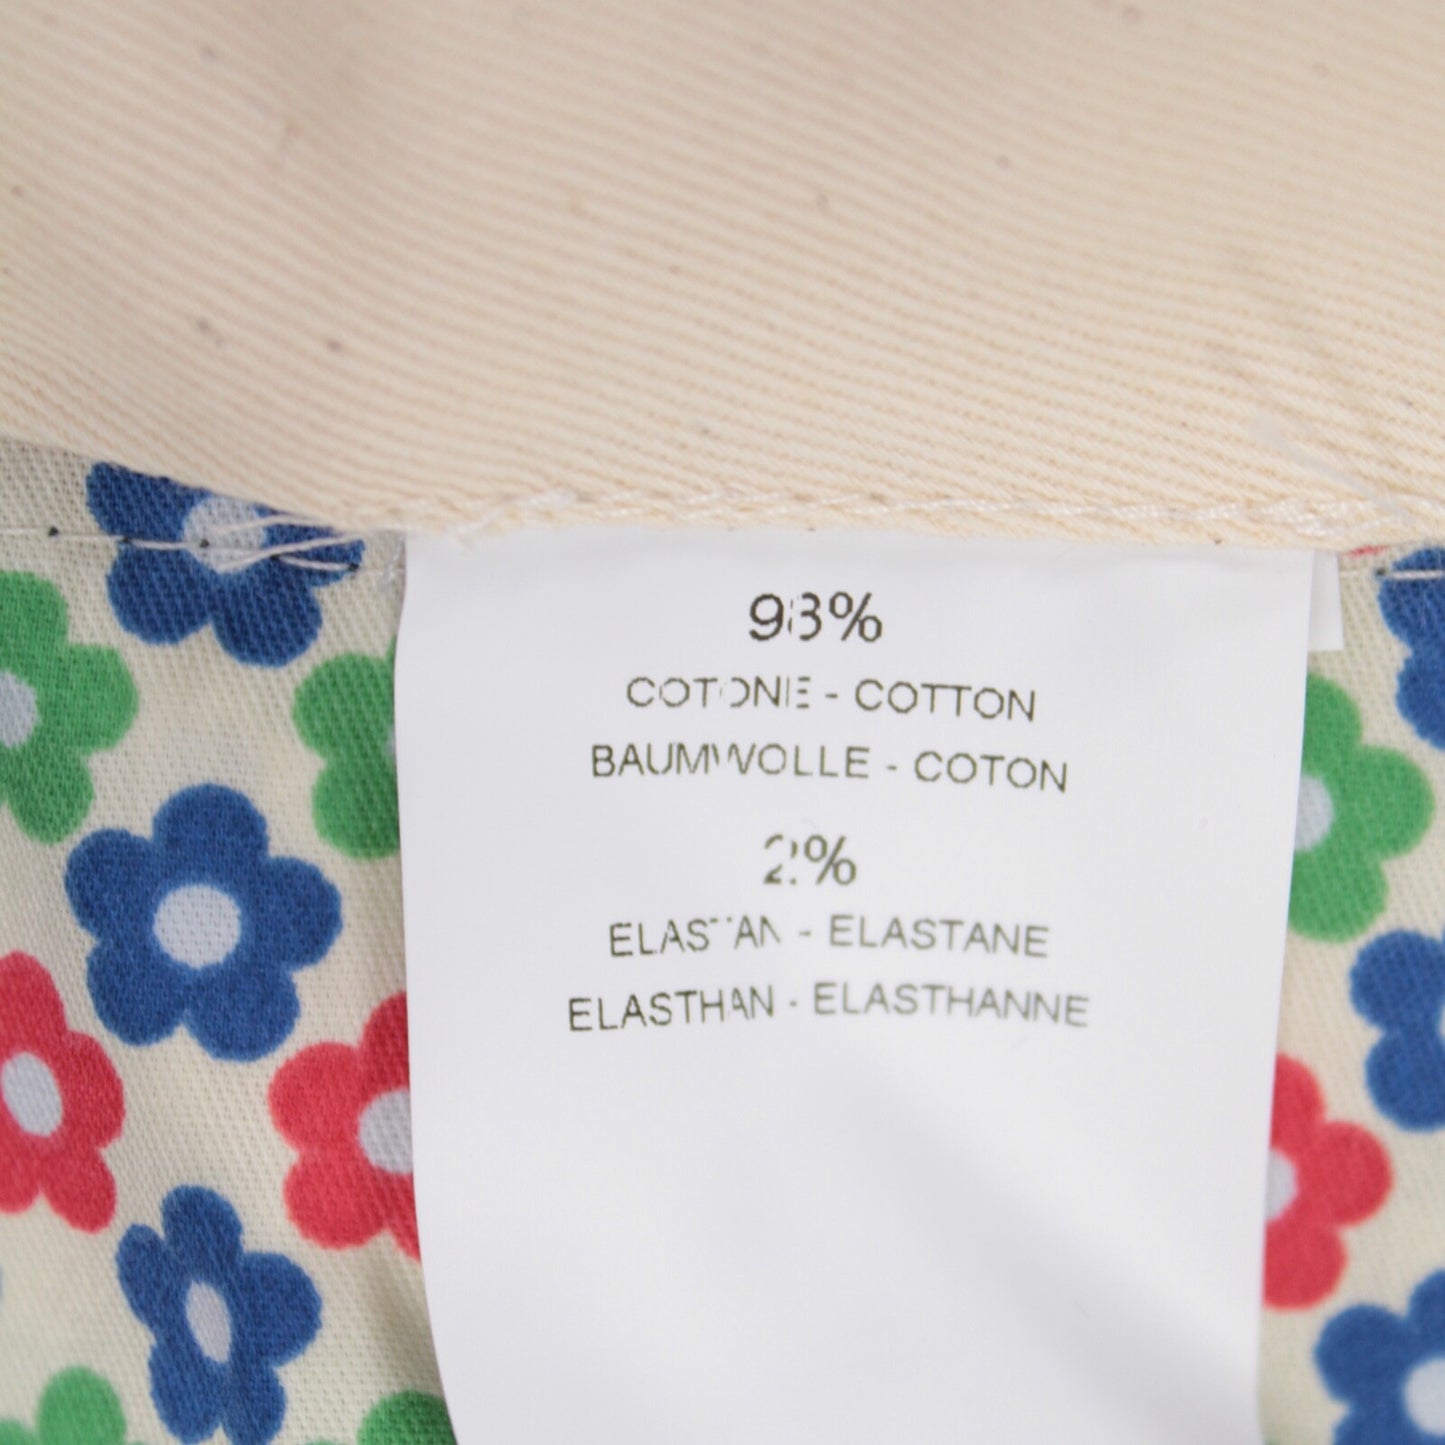 98%
COTONE - COTTON
BAUMWOLLE - COTON
2%
ELASTAN - ELASTANE
ELASTHAN - ELASTHANNE